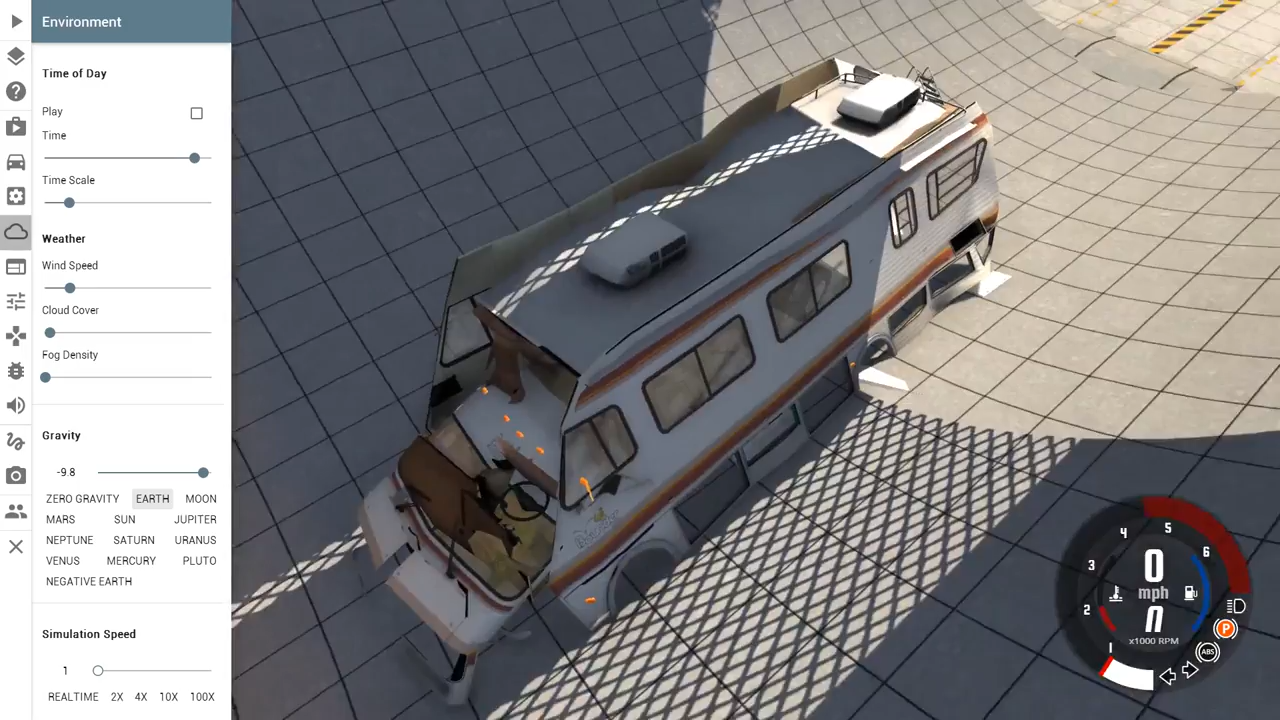 Environment
Time of Day
Play
Time
Time Scale
Weather
Wind Speed
Cloud Cover
Fog Density
Gravity
-9.8
ZERO GRAVITY EARTH MOON
MARS SUN JUPITER
NEPTUNE SATURN URANUS
VENUS MERCURY PLUTO
NEGATIVE EARTH
Simulation Speed
1
REALTIME 2X 4X 10X 100X
1
2
3
4
5
6
0
mph
n
x1000 RPM
P
ABS